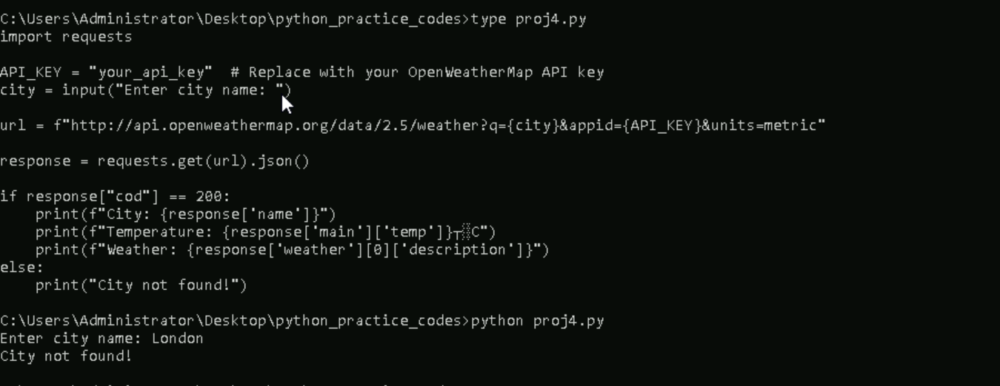 C:\Users\Administrator\Desktop\python_practice_codes>type proj4.py
import requests
API_KEY = "your_api_key"  # Replace with your OpenWeatherMap API key
city = input("Enter city name: ")
url = f"http://api.openweathermap.org/data/2.5/weather?q={city}&appid={API_KEY}&units=metric"
response = requests.get(url).json()
if response["cod"] == 200:
    print(f"City: {response['name']}")
    print(f"Temperature: {response['main']['temp']}┬░C")
    print(f"Weather: {response['weather'][0]['description']}")
else:
    print("City not found!")
C:\Users\Administrator\Desktop\python_practice_codes>python proj4.py
Enter city name: London
City not found!